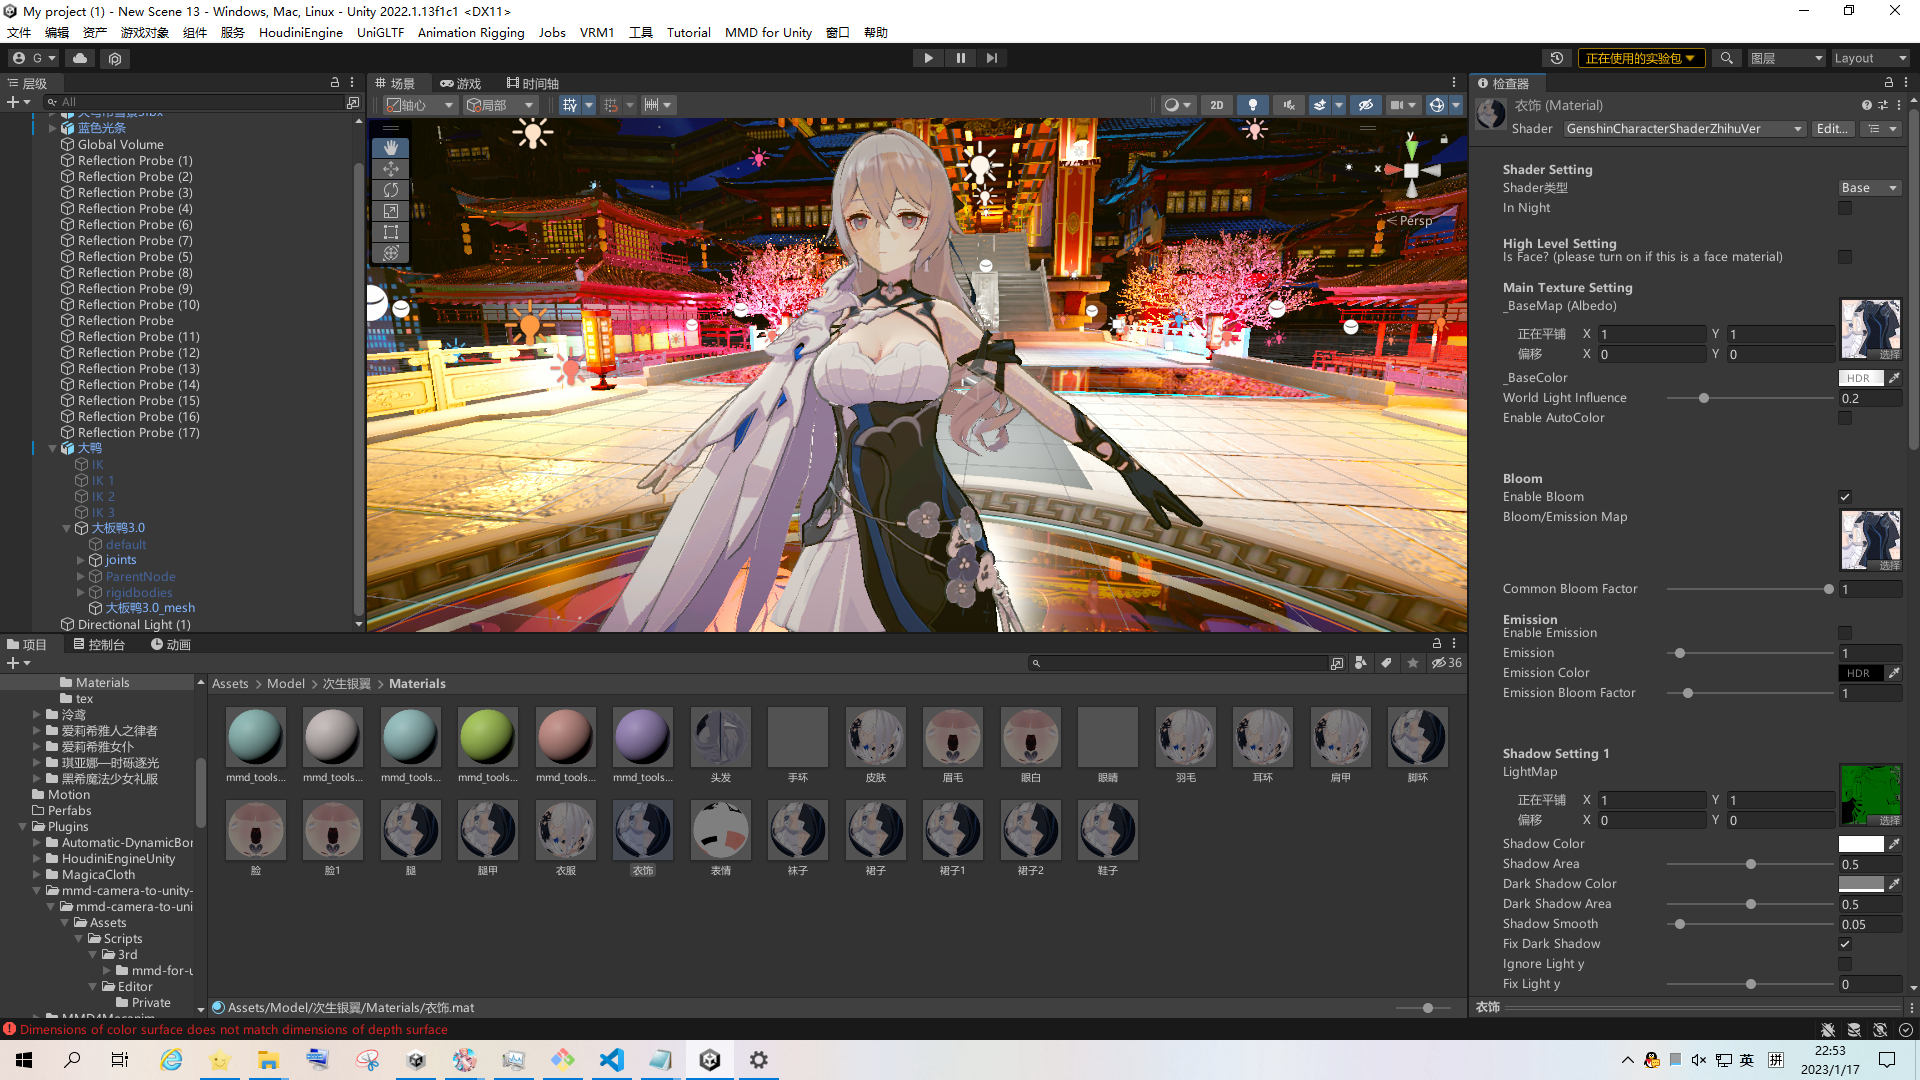 My project (1) - New Scene 13 - Windows, Mac, Linux - Unity 2022.1.13f1c1 <DX11>
文件 编辑 资产 游戏对象 组件 服务 HoudiniEngine UniGLTF Animation Rigging Jobs VRM1 工具 Tutorial MMD for Unity 窗口 帮助
G 正在使用的实验包 图层 Layout
层级
All
蓝色光条
Global Volume
Reflection Probe (1)
Reflection Probe (2)
Reflection Probe (3)
Reflection Probe (4)
Reflection Probe (6)
Reflection Probe (7)
Reflection Probe (5)
Reflection Probe (8)
Reflection Probe (9)
Reflection Probe (10)
Reflection Probe
Reflection Probe (11)
Reflection Probe (12)
Reflection Probe (13)
Reflection Probe (14)
Reflection Probe (15)
Reflection Probe (16)
Reflection Probe (17)
大鸭
IK
IK 1
IK 2
IK 3
大板鸭3.0
default
joints
ParentNode
rigidbodies
大板鸭3.0_mesh
Directional Light (1)
场景 游戏 时间轴
轴心 局部 2D
y
x
Persp
检查器
衣饰 (Material)
Shader GenshinCharacterShaderZhihuVer Edit...
Shader Setting
Shader类型 Base
In Night
High Level Setting
Is Face? (please turn on if this is a face material)
Main Texture Setting
_BaseMap (Albedo)
正在平铺 X 1 Y 1
偏移 X 0 Y 0
选择
_BaseColor HDR
World Light Influence 0.2
Enable AutoColor
Bloom
Enable Bloom
Bloom/Emission Map
选择
Common Bloom Factor 1
Emission
Enable Emission
Emission 1
Emission Color HDR
Emission Bloom Factor 1
Shadow Setting 1
LightMap
正在平铺 X 1 Y 1
偏移 X 0 Y 0
选择
Shadow Color
Shadow Area 0.5
Dark Shadow Color
Dark Shadow Area 0.5
Shadow Smooth 0.05
Fix Dark Shadow
Ignore Light y
Fix Light y 0
衣饰
项目 控制台 动画
36
Materials
tex
泠鸢
爱莉希雅人之律者
爱莉希雅女仆
琪亚娜—时砾逐光
黑希魔法少女礼服
Motion
Perfabs
Plugins
Automatic-DynamicBor
HoudiniEngineUnity
MagicaCloth
mmd-camera-to-unity-
mmd-camera-to-uni
Assets
Scripts
3rd
mmd-for-u
Editor
Private
Assets > Model > 次生银翼 > Materials
mmd_tools... mmd_tools... mmd_tools... mmd_tools... mmd_tools... mmd_tools... 头发 手环 皮肤 眉毛 眼白 眼睛 羽毛 耳环 肩甲 脚环
脸 脸1 腿 腿甲 衣服 衣饰 表情 袜子 裙子 裙子1 裙子2 鞋子
Assets/Model/次生银翼/Materials/衣饰.mat
Dimensions of color surface does not match dimensions of depth surface
英 拼
22:53
2023/1/17